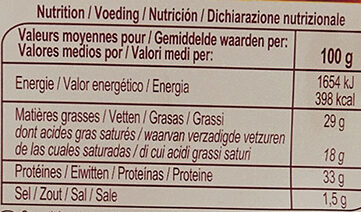 Nutrition / Voeding / Nutrición / Dichiarazione nutrizionale
Valeurs moyennes pour / Gemiddelde waarden per:
Valores medios por / Valori medi per: 100 g
Energie / Valor energético / Energia 1654 kJ
398 kcal
Matières grasses / Vetten / Grasas / Grassi 29 g
dont acides gras saturés / waarvan verzadigde vetzuren
de las cuales saturadas / di cui acidi grassi saturi 18 g
Protéines / Eiwitten / Proteínas / Proteine 33 g
Sel / Zout / Sal / Sale 1,5 g